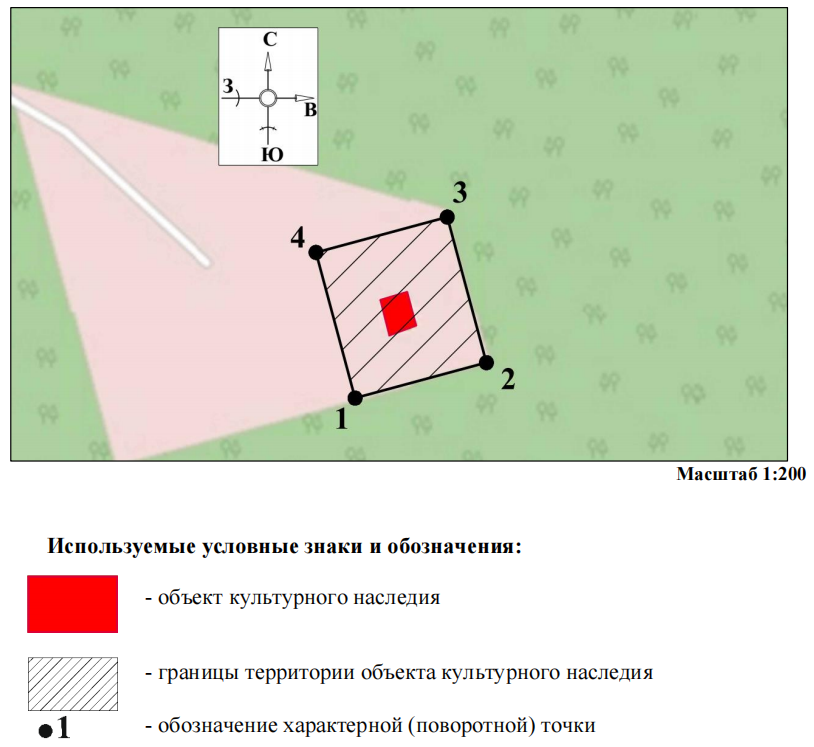 С
З
В
Ю
3
4
2
1
Масштаб 1:200
Используемые условные знаки и обозначения:
- объект культурного наследия
- границы территории объекта культурного наследия
1 - обозначение характерной (поворотной) точки